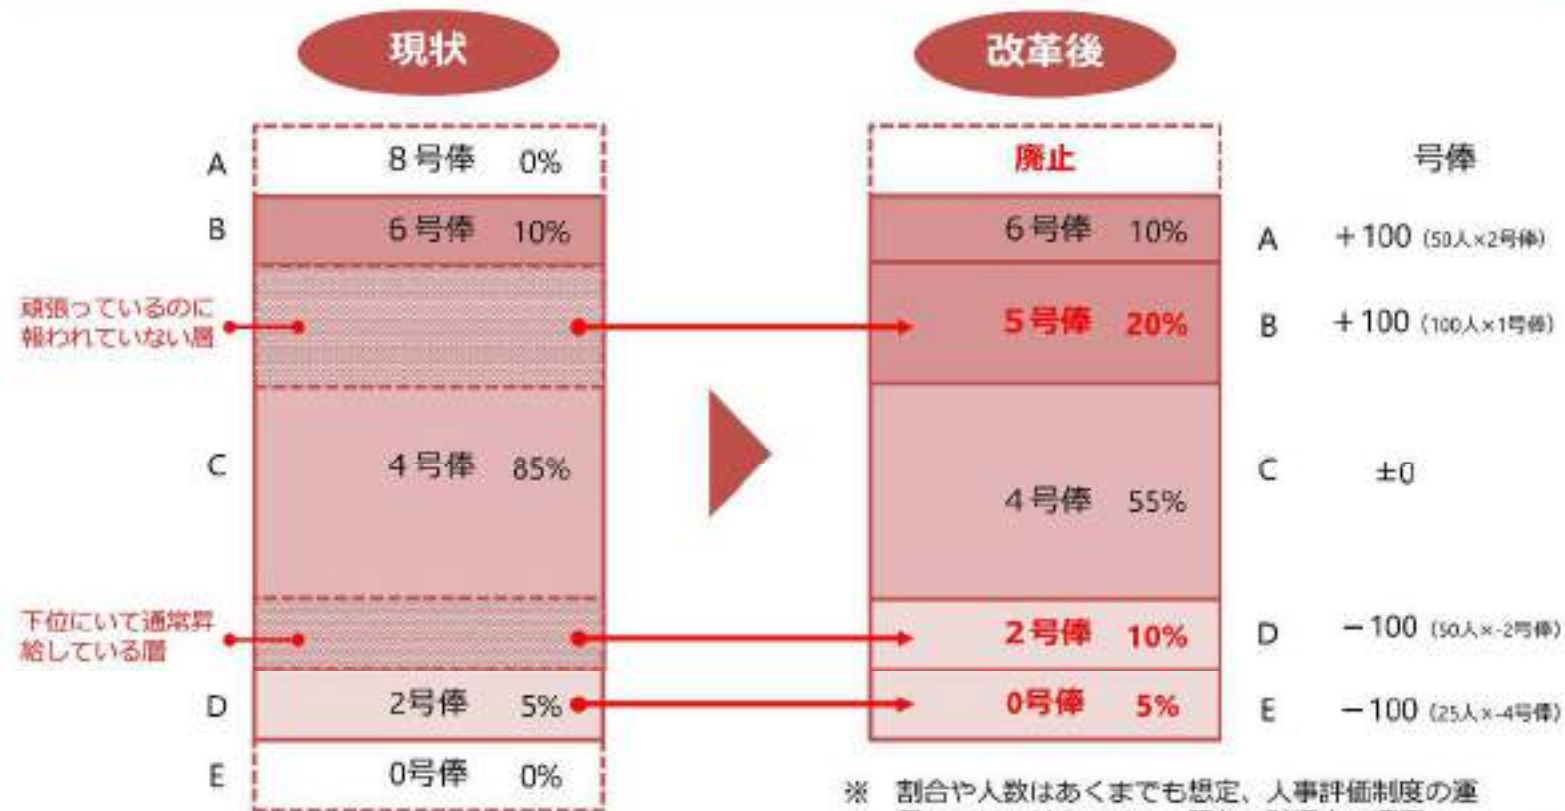 現状
改革後
A 8号俸 0%
廃止
号俸
B 6号俸 10%
6号俸 10% A +100 (50人×2号俸)
頑張っているのに
報われていない層
5号俸 20% B +100 (100人×1号俸)
C 4号俸 85%
4号俸 55% C ±0
下位にいて通常昇
給している層
2号俸 10% D −100 (50人×-2号俸)
D 2号俸 5%
0号俸 5% E −100 (25人×-4号俸)
E 0号俸 0%
※ 割合や人数はあくまでも想定、人事評価制度の運